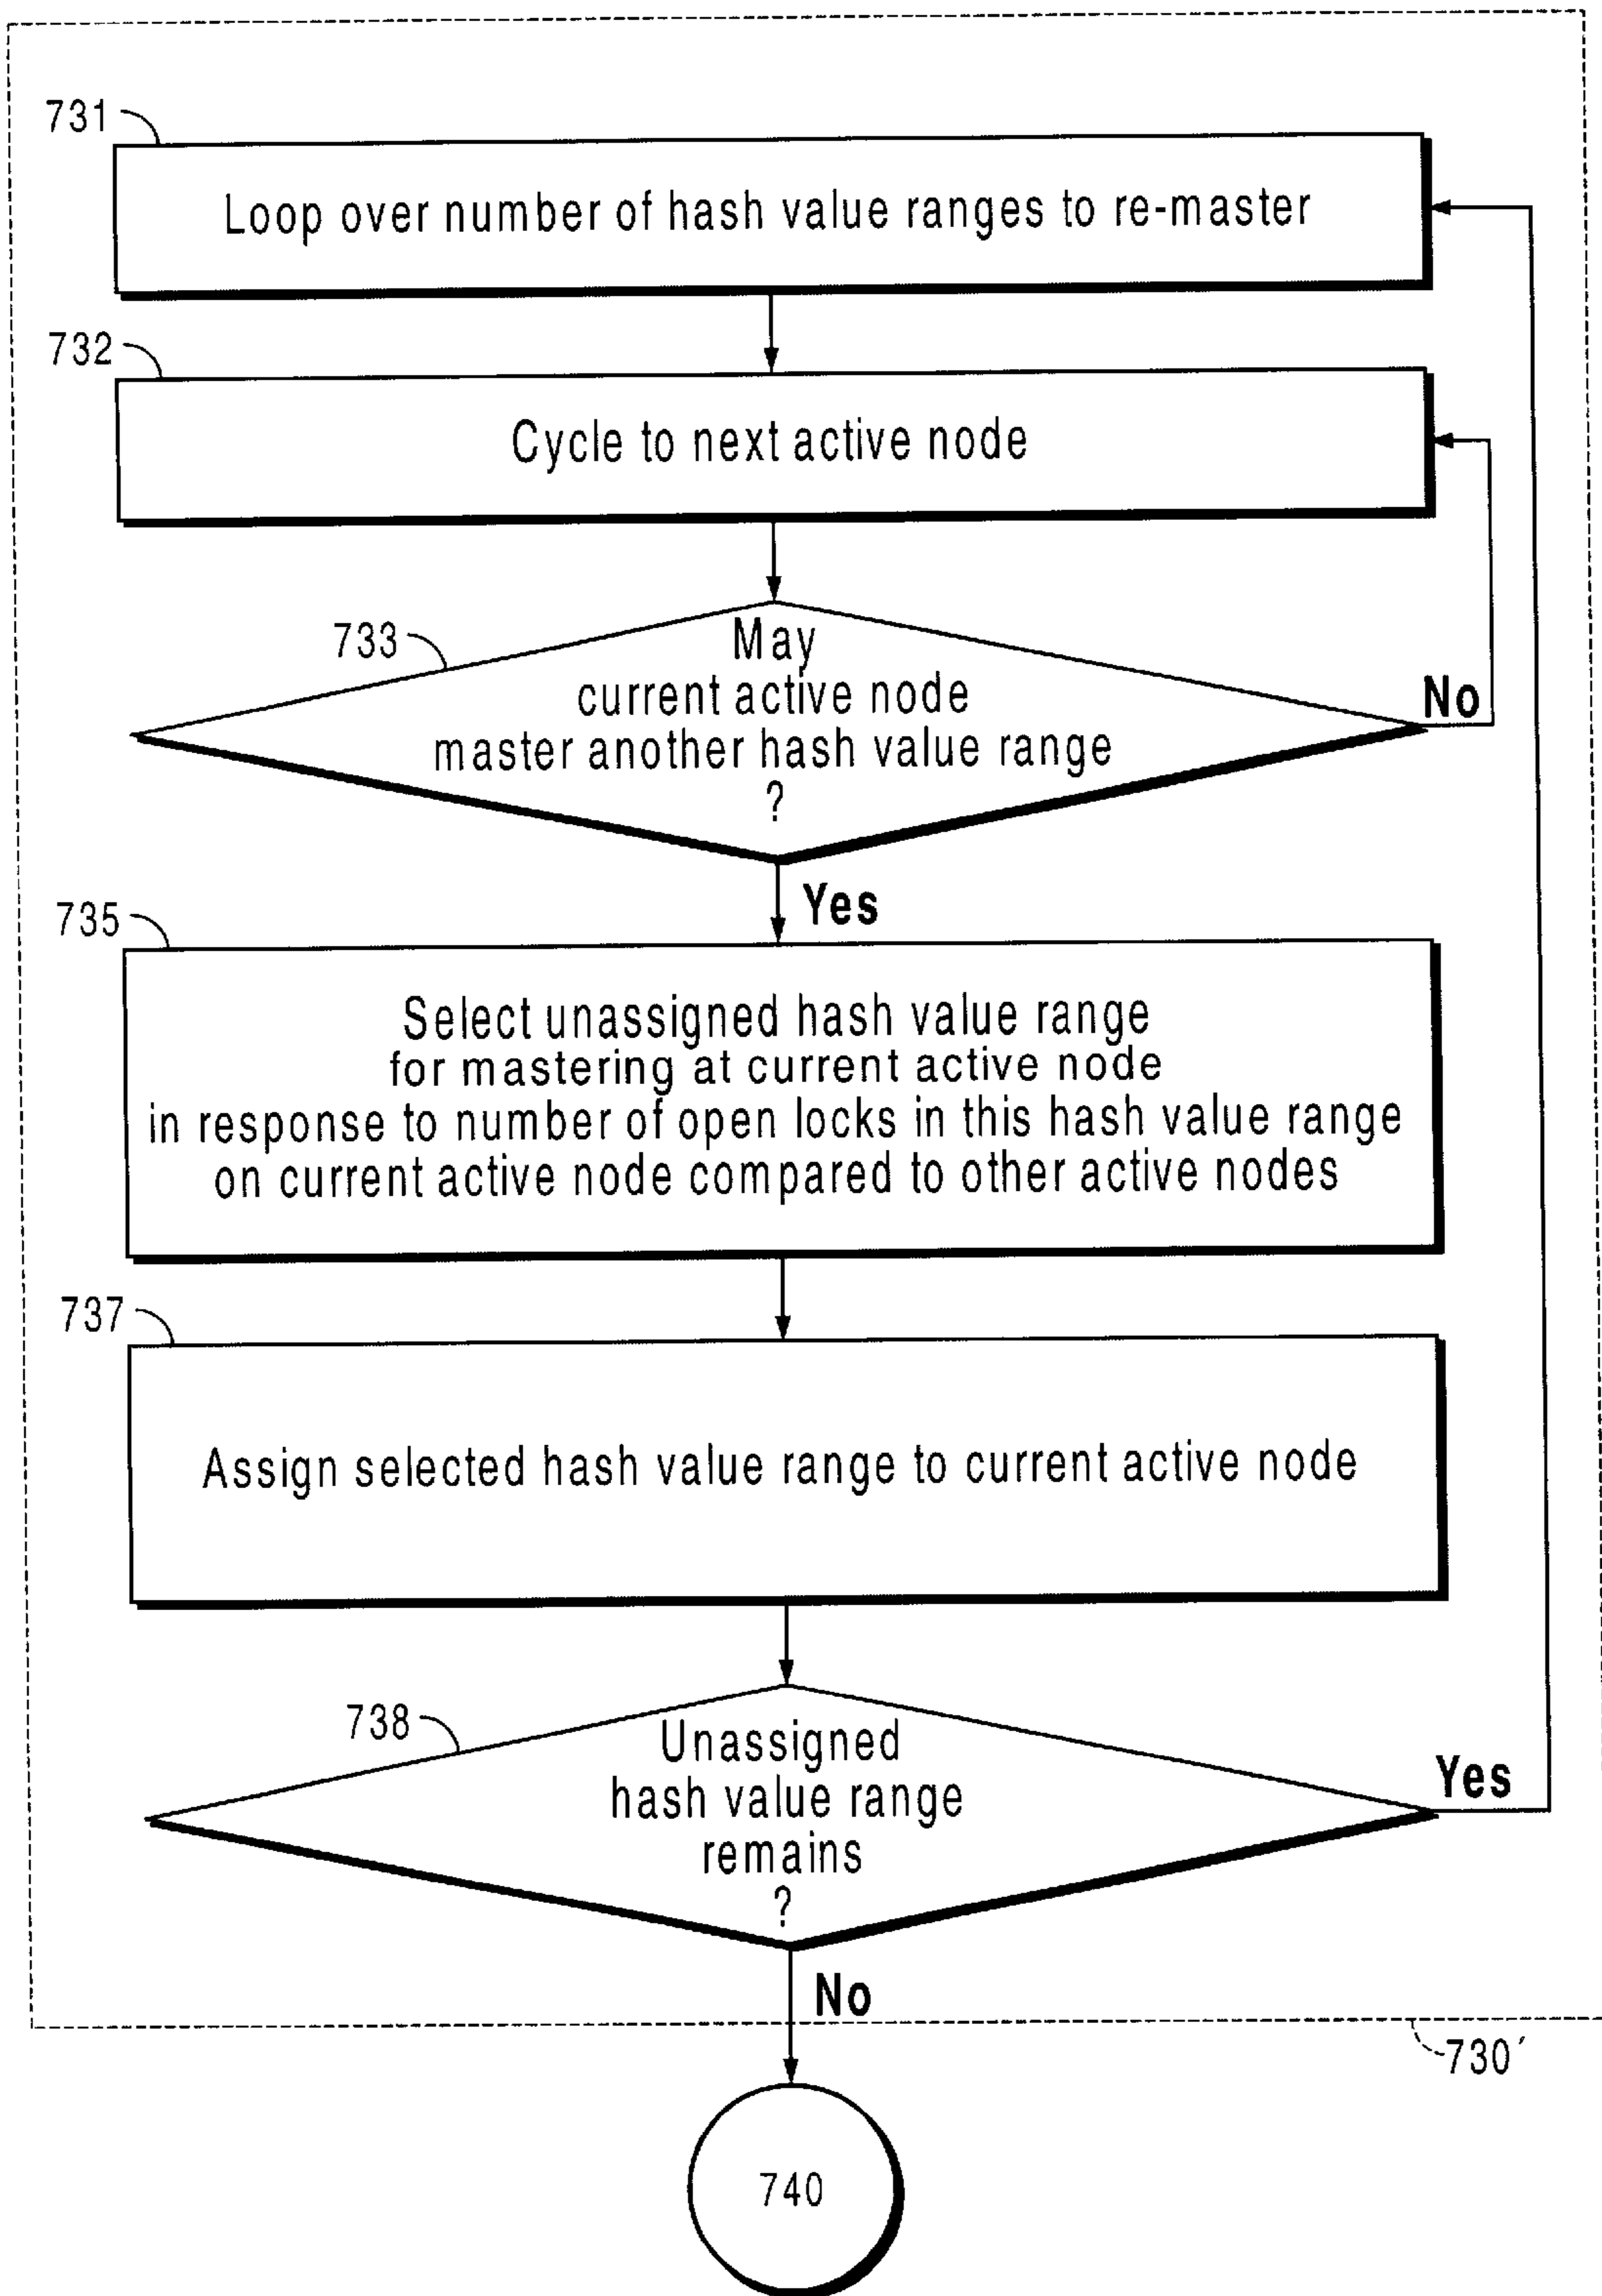 731
Loop over number of hash value ranges to re-master
732
Cycle to next active node
733
May
current active node
master another hash value range
?
No
Yes
735
Select unassigned hash value range
for mastering at current active node
in response to number of open locks in this hash value range
on current active node compared to other active nodes
737
Assign selected hash value range to current active node
738
Unassigned
hash value range
remains
?
Yes
No
730′
740